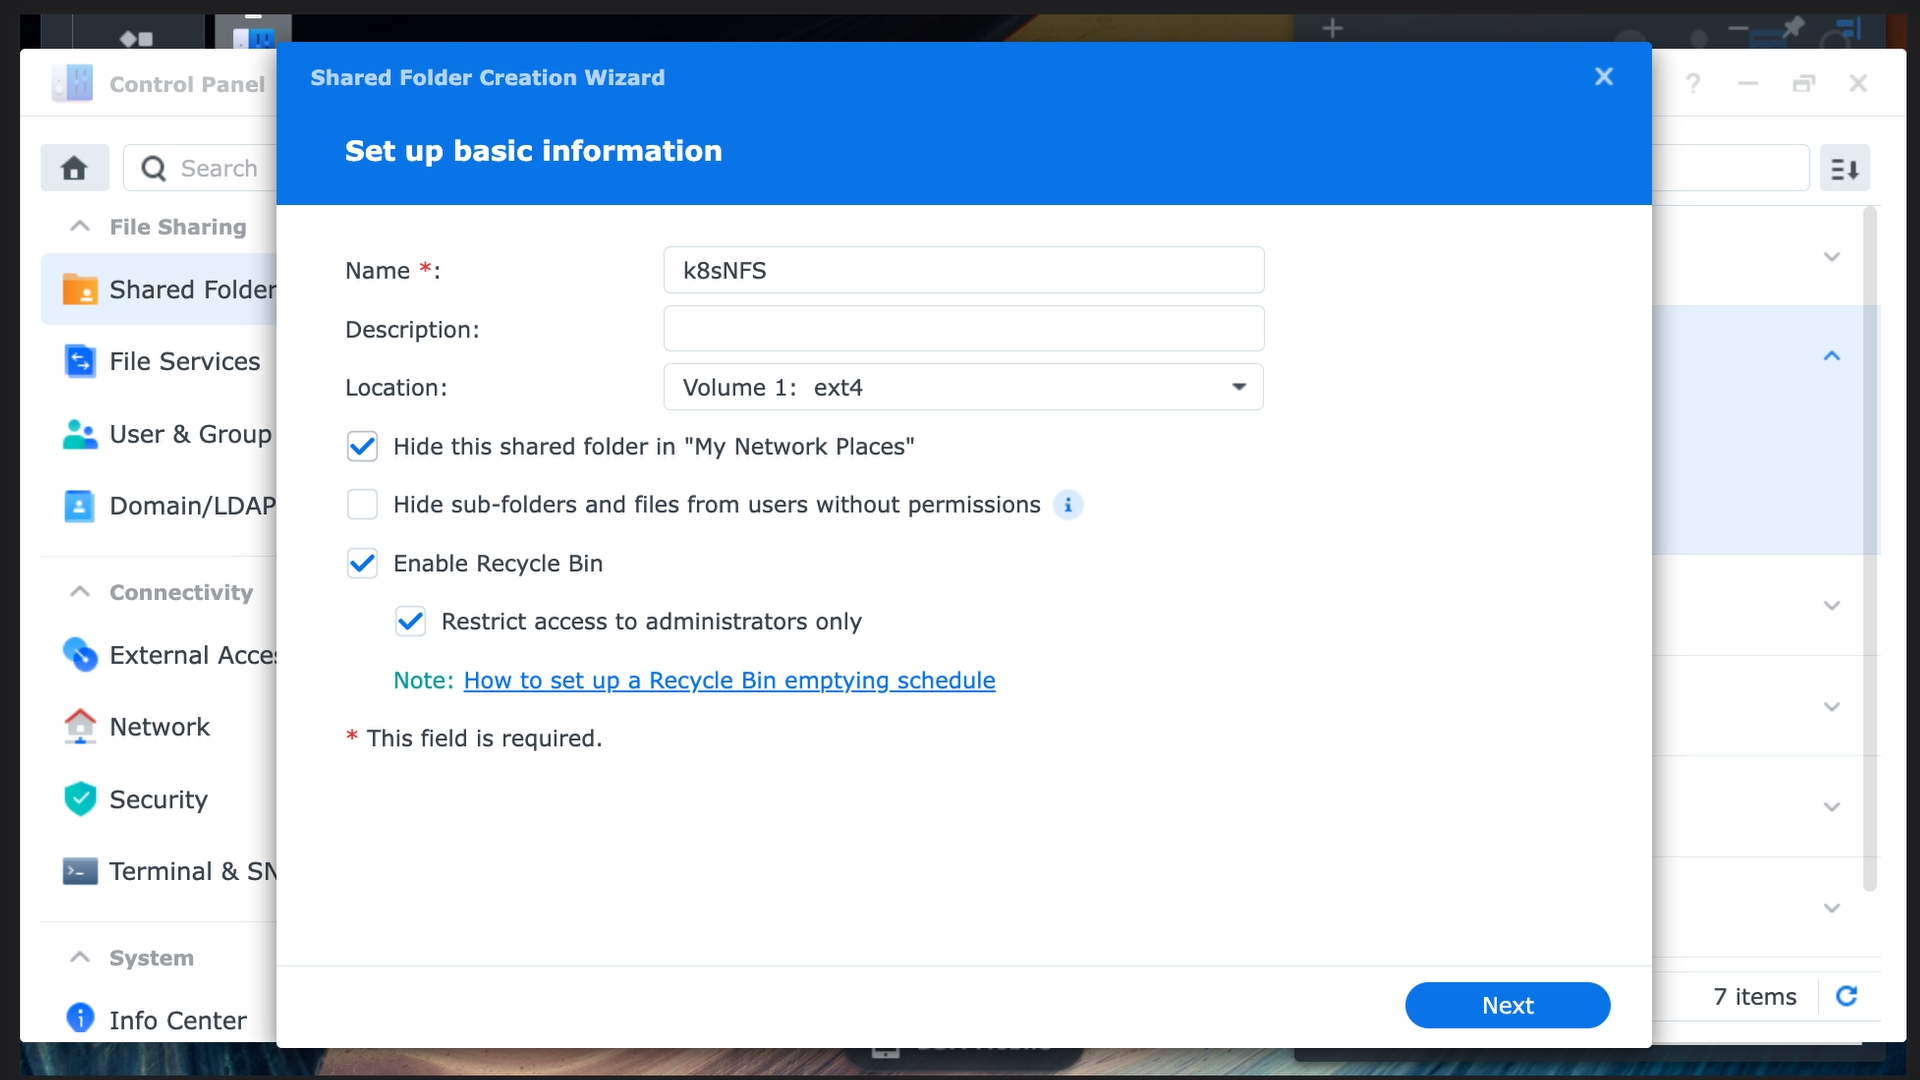 Control Panel
Shared Folder Creation Wizard
Set up basic information
Search
File Sharing
Shared Folder
File Services
User & Group
Domain/LDAP
Connectivity
External Acces
Network
Security
Terminal & SN
System
Info Center
Name *:
k8sNFS
Description:
Location:
Volume 1: ext4
Hide this shared folder in "My Network Places"
Hide sub-folders and files from users without permissions
Enable Recycle Bin
Restrict access to administrators only
Note: How to set up a Recycle Bin emptying schedule
* This field is required.
Next
7 items